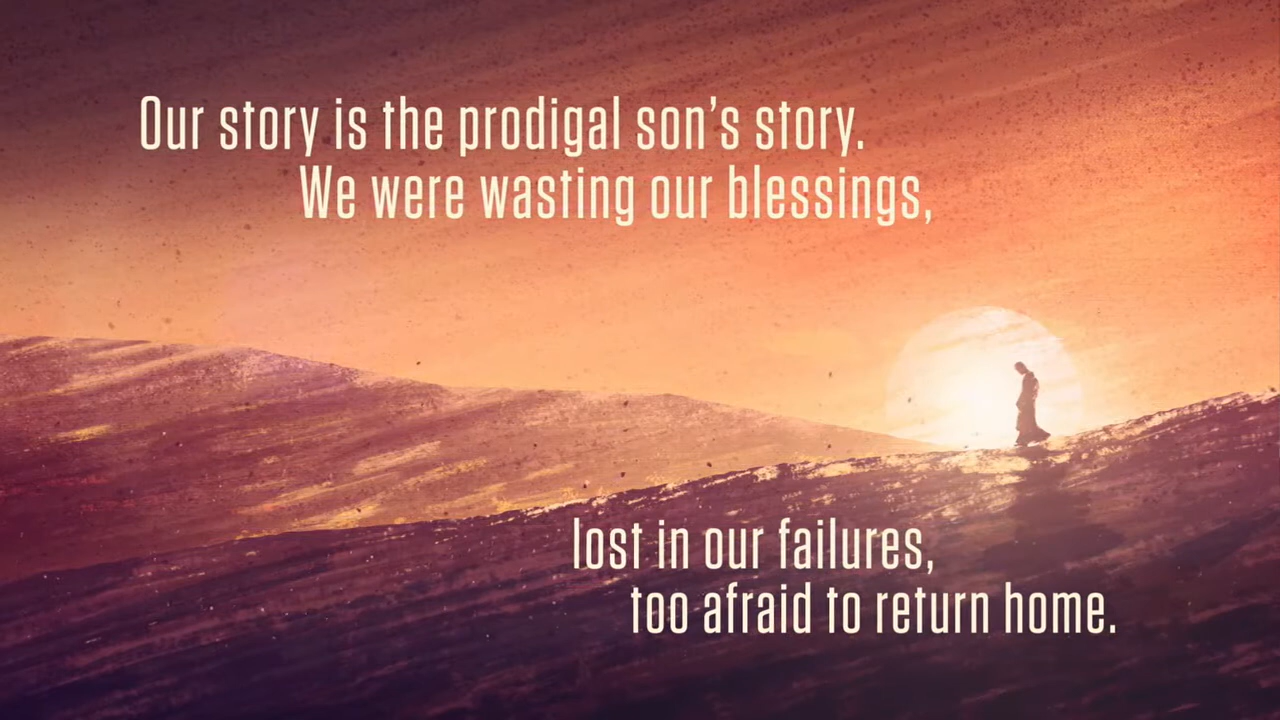 Our story is the prodigal son’s story.
We were wasting our blessings,
lost in our failures,
too afraid to return home.